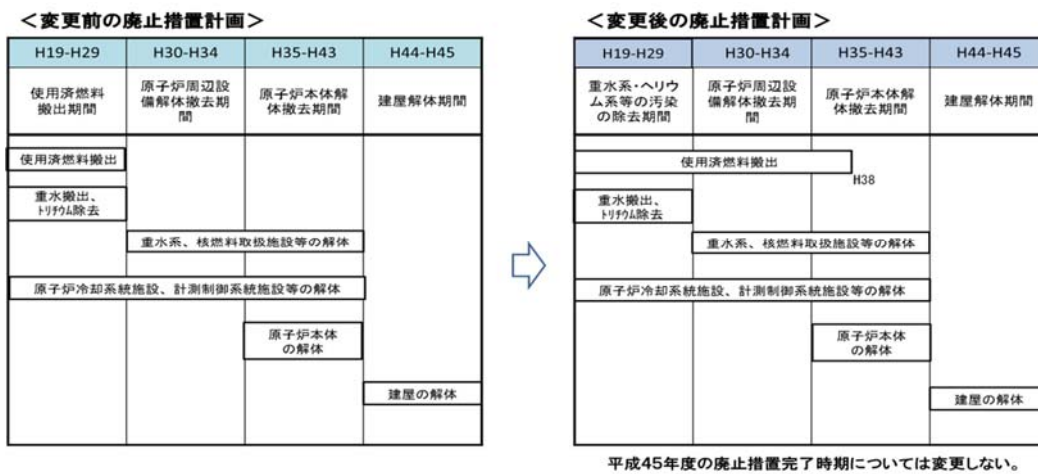 <変更前の廃止措置計画>
H19-H29 H30-H34 H35-H43 H44-H45
使用済燃料
搬出期間
原子炉周辺設
備解体撤去期
間
原子炉本体解
体撤去期間
建屋解体期間
使用済燃料搬出
重水搬出、
トリチウム除去
重水系、核燃料取扱施設等の解体
原子炉冷却系統施設、計測制御系統施設等の解体
原子炉本体
の解体
建屋の解体
<変更後の廃止措置計画>
H19-H29 H30-H34 H35-H43 H44-H45
重水系・ヘリウ
ム系等の汚染
の除去期間
原子炉周辺設
備解体撤去期
間
原子炉本体解
体撤去期間
建屋解体期間
使用済燃料搬出
H38
重水搬出、
トリチウム除去
重水系、核燃料取扱施設等の解体
原子炉冷却系統施設、計測制御系統施設等の解体
原子炉本体
の解体
建屋の解体
平成45年度の廃止措置完了時期については変更しない。